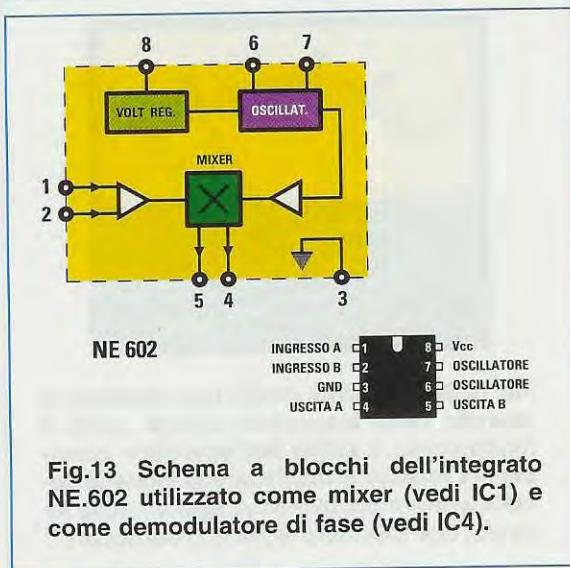 8 6 7
VOLT REG. OSCILLAT.
MIXER
1
2
5 4 3
NE 602
INGRESSO A 1 8 Vcc
INGRESSO B 2 7 OSCILLATORE
GND 3 6 OSCILLATORE
USCITA A 4 5 USCITA B
Fig.13 Schema a blocchi dell'integrato
NE.602 utilizzato come mixer (vedi IC1) e
come demodulatore di fase (vedi IC4).